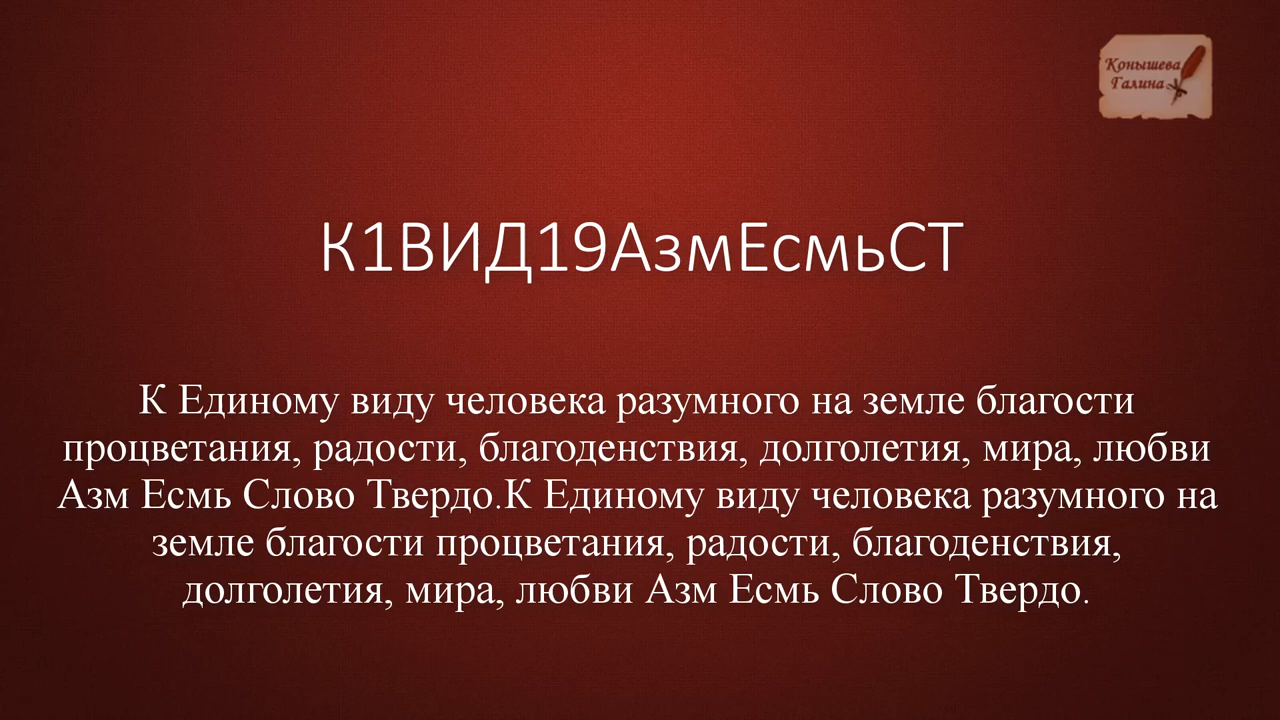 Конышева
Галина
К1ВИД19АзмЕсмьСТ
К Единому виду человека разумного на земле благости
процветания, радости, благоденствия, долголетия, мира, любви
Азм Есмь Слово Твердо.К Единому виду человека разумного на
земле благости процветания, радости, благоденствия,
долголетия, мира, любви Азм Есмь Слово Твердо.